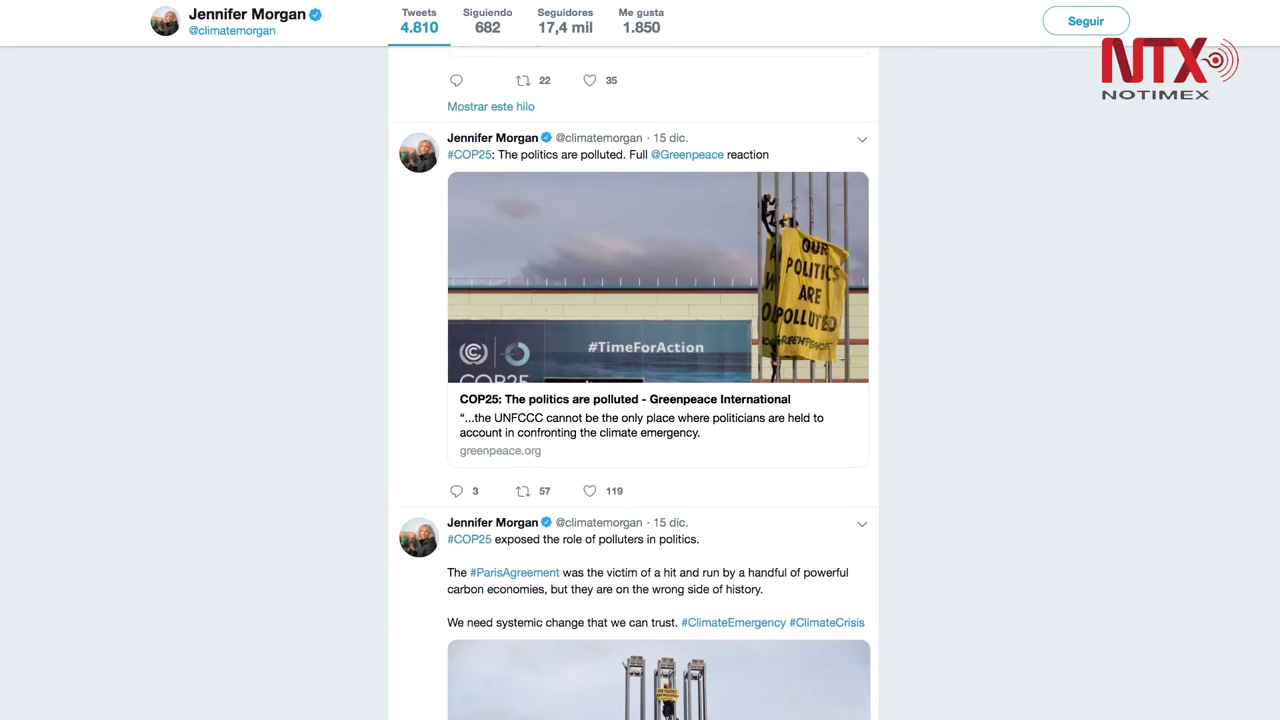 Jennifer Morgan
@climatemorgan
Tweets
4.810
Siguiendo
682
Seguidores
17,4 mil
Me gusta
1.850
Seguir
NTX
NOTIMEX
22
35
Mostrar este hilo
Jennifer Morgan @climatemorgan · 15 dic.
#COP25: The politics are polluted. Full @Greenpeace reaction
OUR
POLITICS
ARE
POLLUTED
GREENPEACE
#TimeForAction
COP25
COP25: The politics are polluted - Greenpeace International
“...the UNFCCC cannot be the only place where politicians are held to
account in confronting the climate emergency.
greenpeace.org
3
57
119
Jennifer Morgan @climatemorgan · 15 dic.
#COP25 exposed the role of polluters in politics.
The #ParisAgreement was the victim of a hit and run by a handful of powerful
carbon economies, but they are on the wrong side of history.
We need systemic change that we can trust. #ClimateEmergency #ClimateCrisis